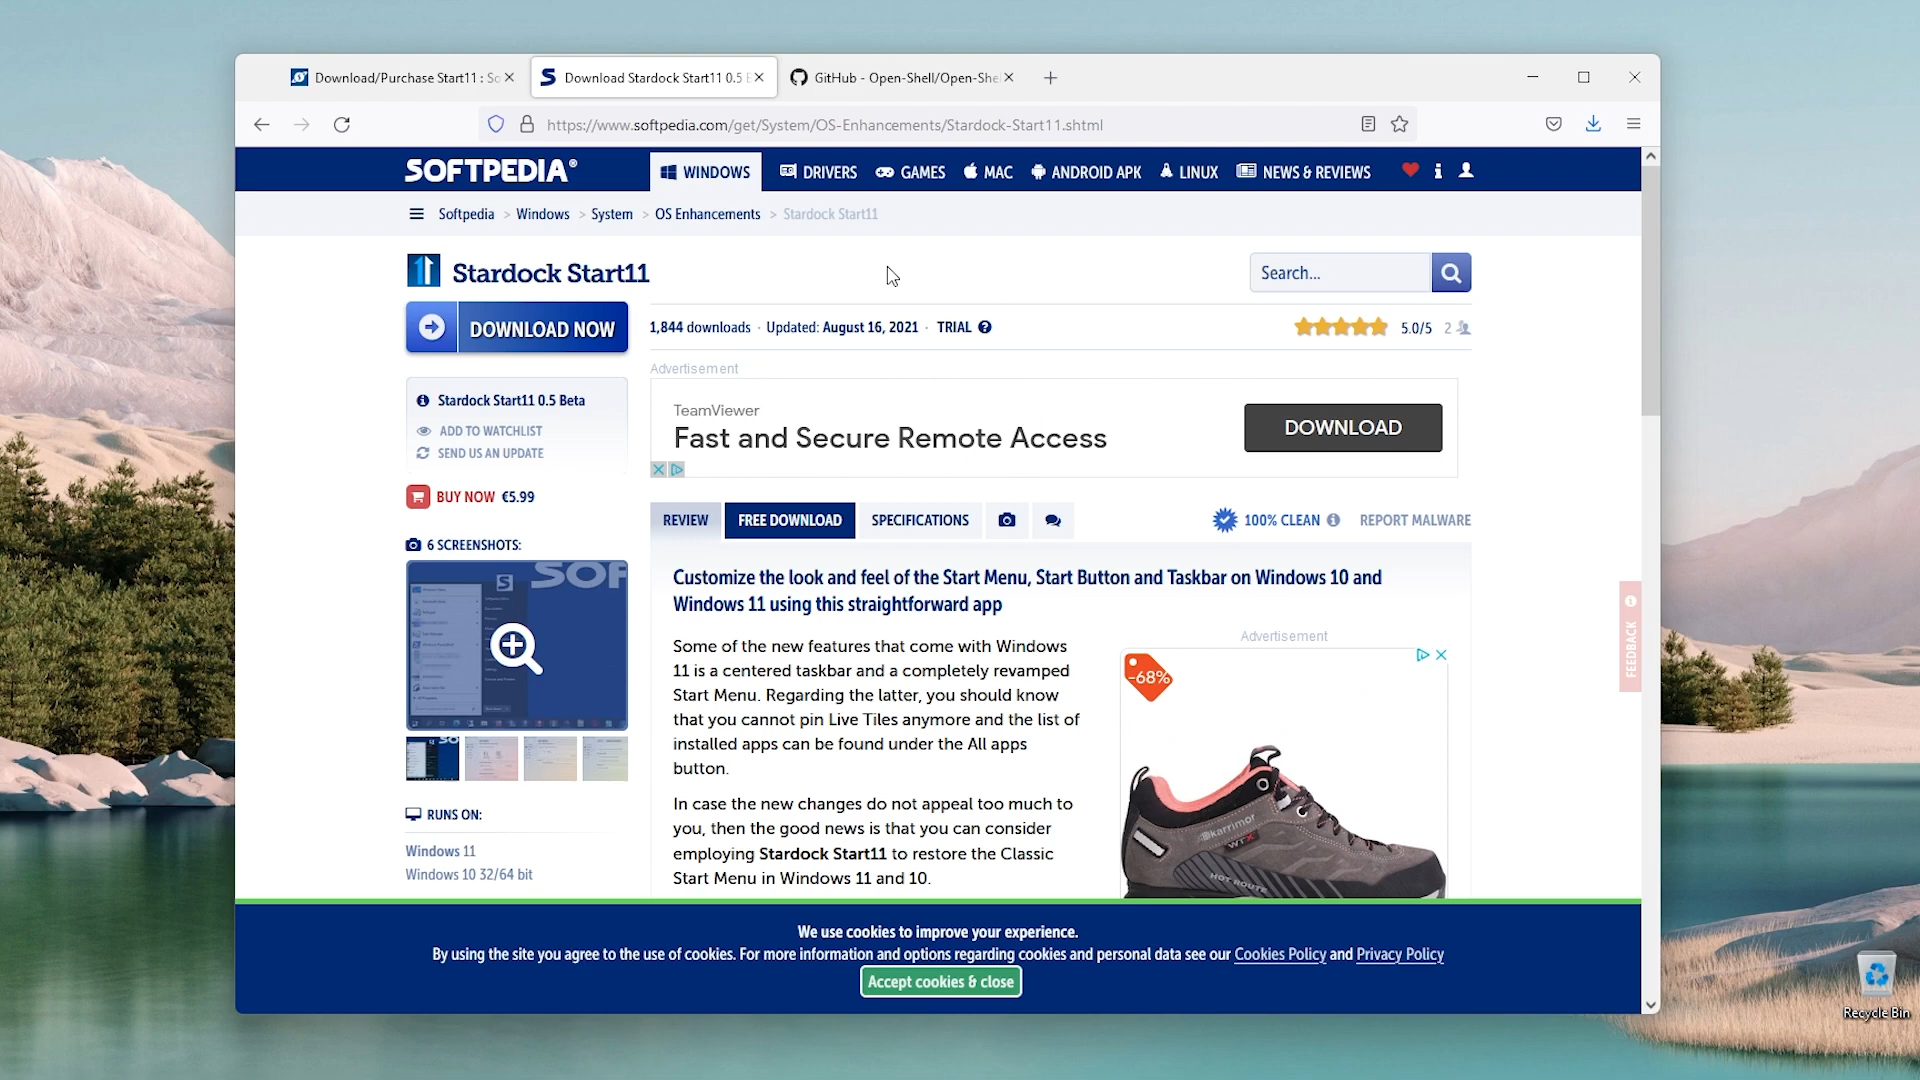 Download/Purchase Start11 : So
Download Stardock Start11 0.5 B
GitHub - Open-Shell/Open-She
https://www.softpedia.com/get/System/OS-Enhancements/Stardock-Start11.shtml
SOFTPEDIA®
WINDOWS
DRIVERS
GAMES
MAC
ANDROID APK
LINUX
NEWS & REVIEWS
Softpedia > Windows > System > OS Enhancements > Stardock Start11
Stardock Start11
Search...
DOWNLOAD NOW
1,844 downloads · Updated: August 16, 2021 · TRIAL
5.0/5 2
Advertisement
Stardock Start11 0.5 Beta
ADD TO WATCHLIST
SEND US AN UPDATE
TeamViewer
Fast and Secure Remote Access
DOWNLOAD
BUY NOW €5.99
REVIEW
FREE DOWNLOAD
SPECIFICATIONS
100% CLEAN
REPORT MALWARE
6 SCREENSHOTS:
SOF
Customize the look and feel of the Start Menu, Start Button and Taskbar on Windows 10 and
Windows 11 using this straightforward app
Some of the new features that come with Windows
11 is a centered taskbar and a completely revamped
Start Menu. Regarding the latter, you should know
that you cannot pin Live Tiles anymore and the list of
installed apps can be found under the All apps
button.
In case the new changes do not appeal too much to
you, then the good news is that you can consider
employing Stardock Start11 to restore the Classic
Start Menu in Windows 11 and 10.
Advertisement
-68%
karrimor
WTX
HOT ROUTE
FEEDBACK
RUNS ON:
Windows 11
Windows 10 32/64 bit
We use cookies to improve your experience.
By using the site you agree to the use of cookies. For more information and options regarding cookies and personal data see our Cookies Policy and Privacy Policy
Accept cookies & close
Recycle Bin